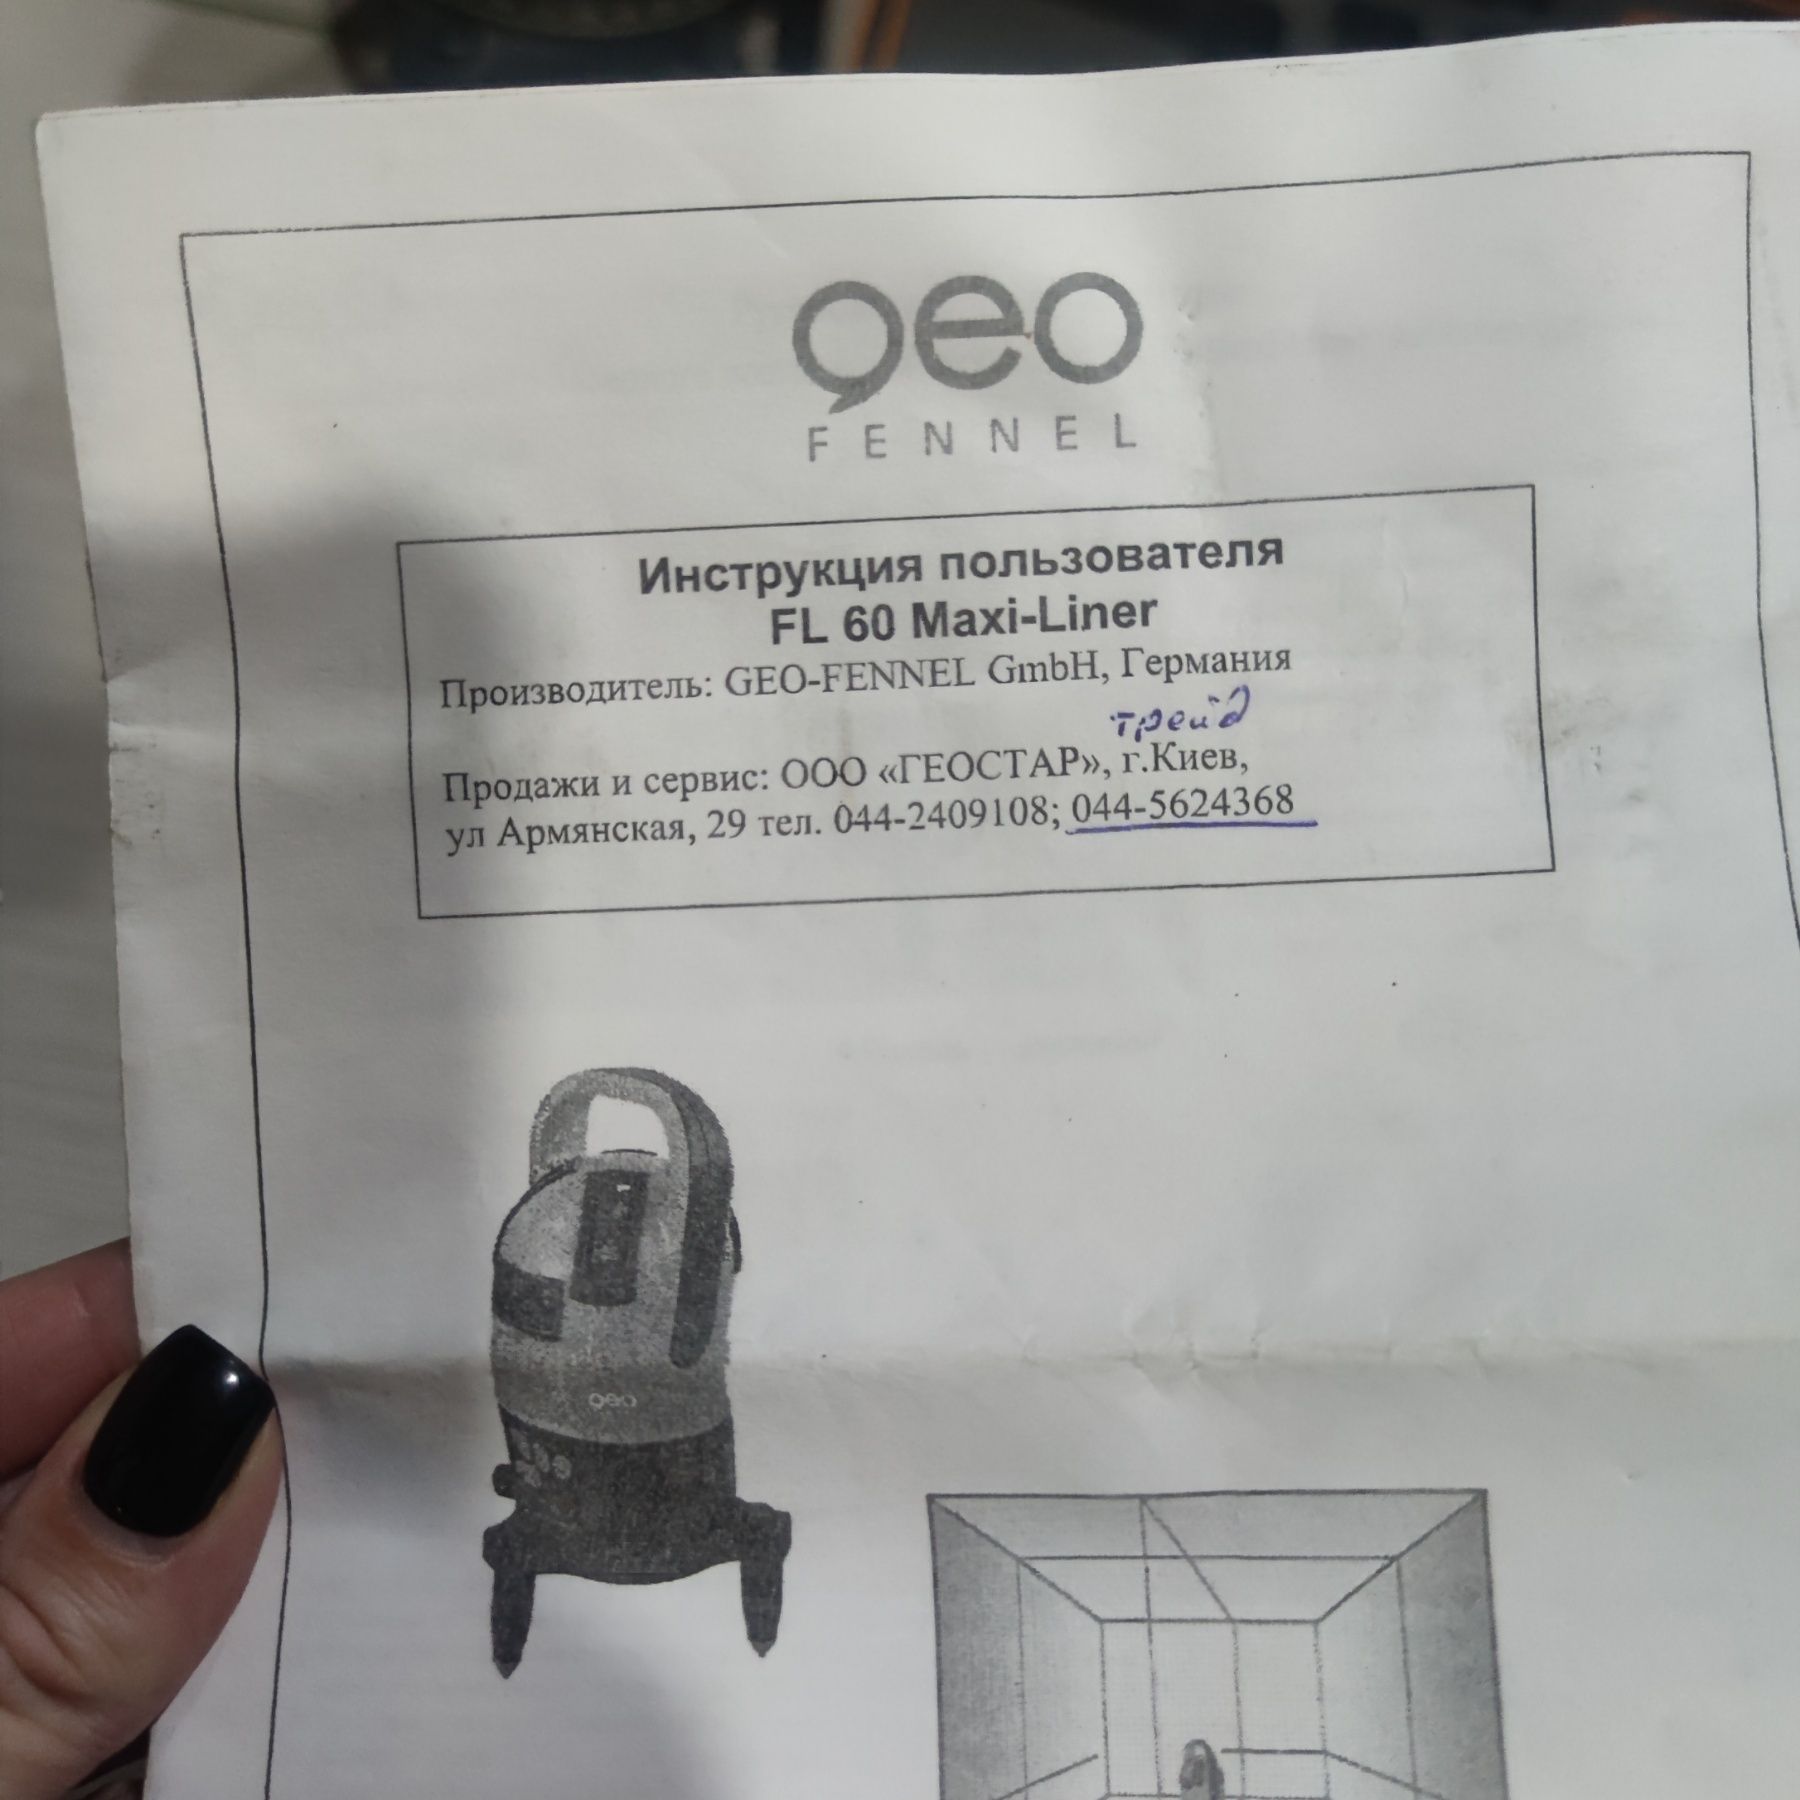 geo
FENNEL
Инструкция пользователя
FL 60 Maxi-Liner
Производитель: GEO-FENNEL GmbH, Германия
трейд
Продажи и сервис: ООО «ГЕОСТАР», г.Киев,
ул Армянская, 29 тел. 044-2409108; 044-5624368
geo